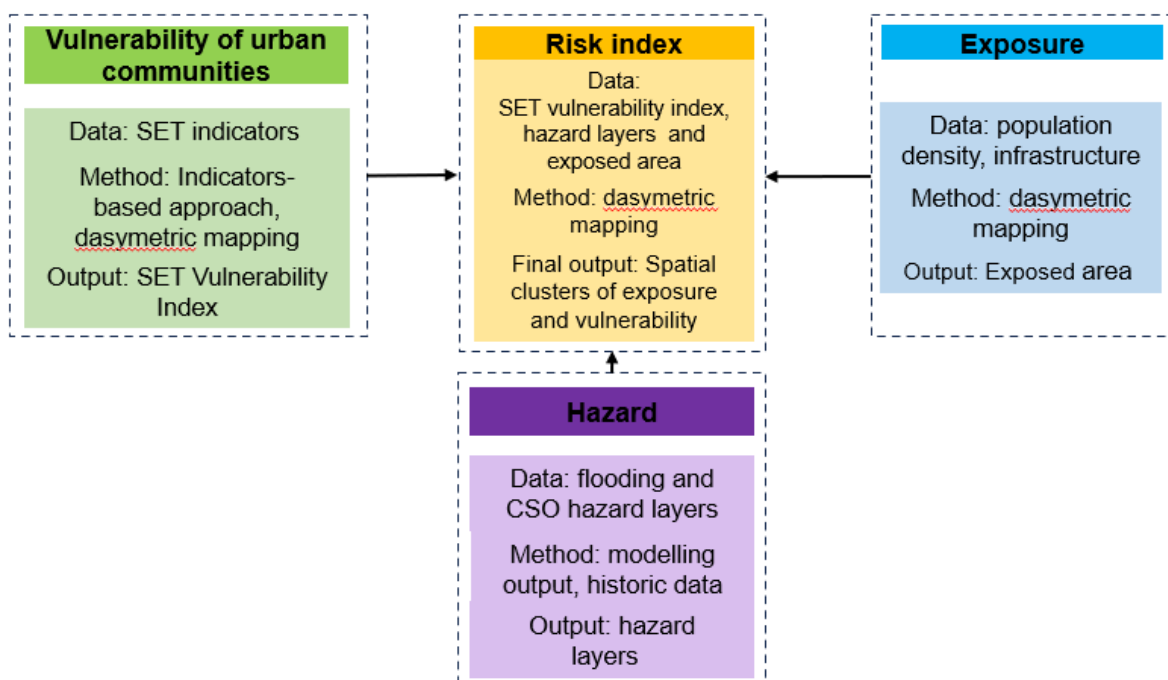 Vulnerability of urban
communities
Data: SET indicators
Method: Indicators-
based approach,
dasymetric mapping
Output: SET Vulnerability
Index
Risk index
Data:
SET vulnerability index,
hazard layers and
exposed area
Method: dasymetric
mapping
Final output: Spatial
clusters of exposure
and vulnerability
Exposure
Data: population
density, infrastructure
Method: dasymetric
mapping
Output: Exposed area
Hazard
Data: flooding and
CSO hazard layers
Method: modelling
output, historic data
Output: hazard
layers